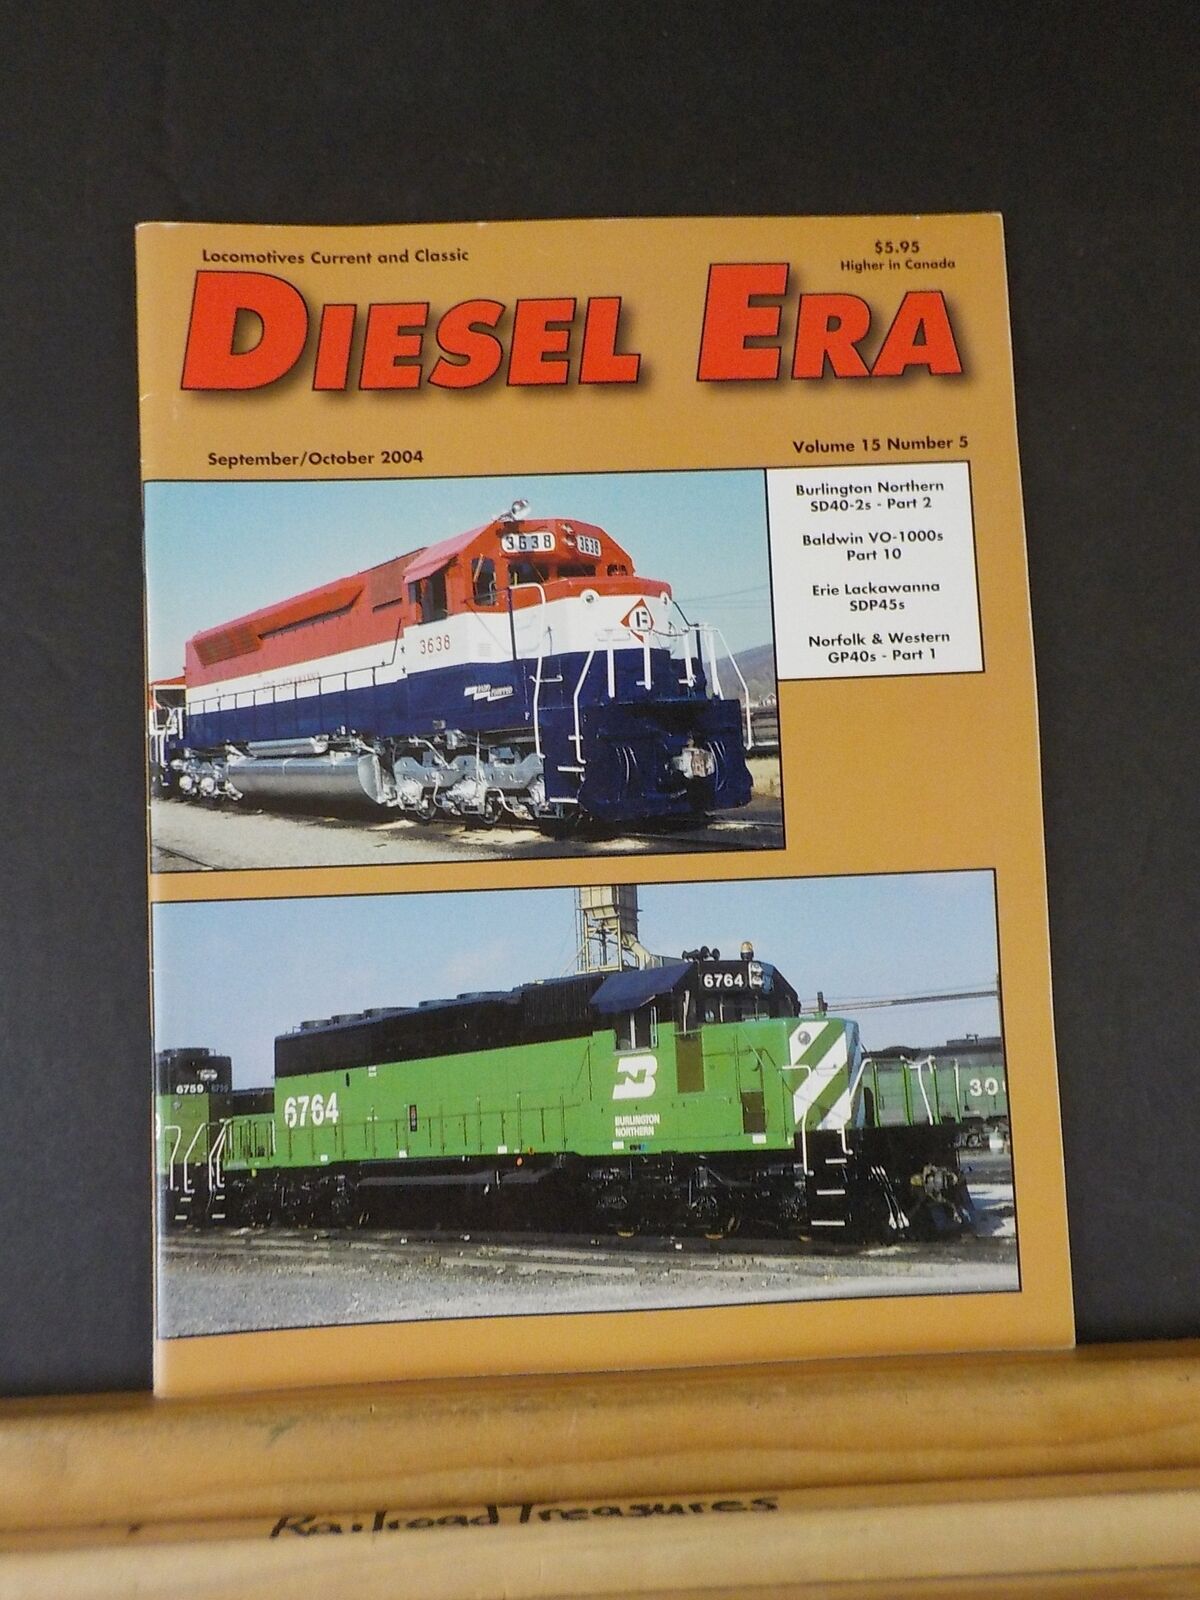 Locomotives Current and Classic
$5.95
Higher in Canada
DIESEL ERA
September/October 2004
Volume 15 Number 5
Burlington Northern
SD40-2s - Part 2
Baldwin VO-1000s
Part 10
Erie Lackawanna
SDP45s
Norfolk & Western
GP40s - Part 1
3638
3638
E
3638
6764
6759
6764
BURLINGTON
NORTHERN
30
Railroad Treasures